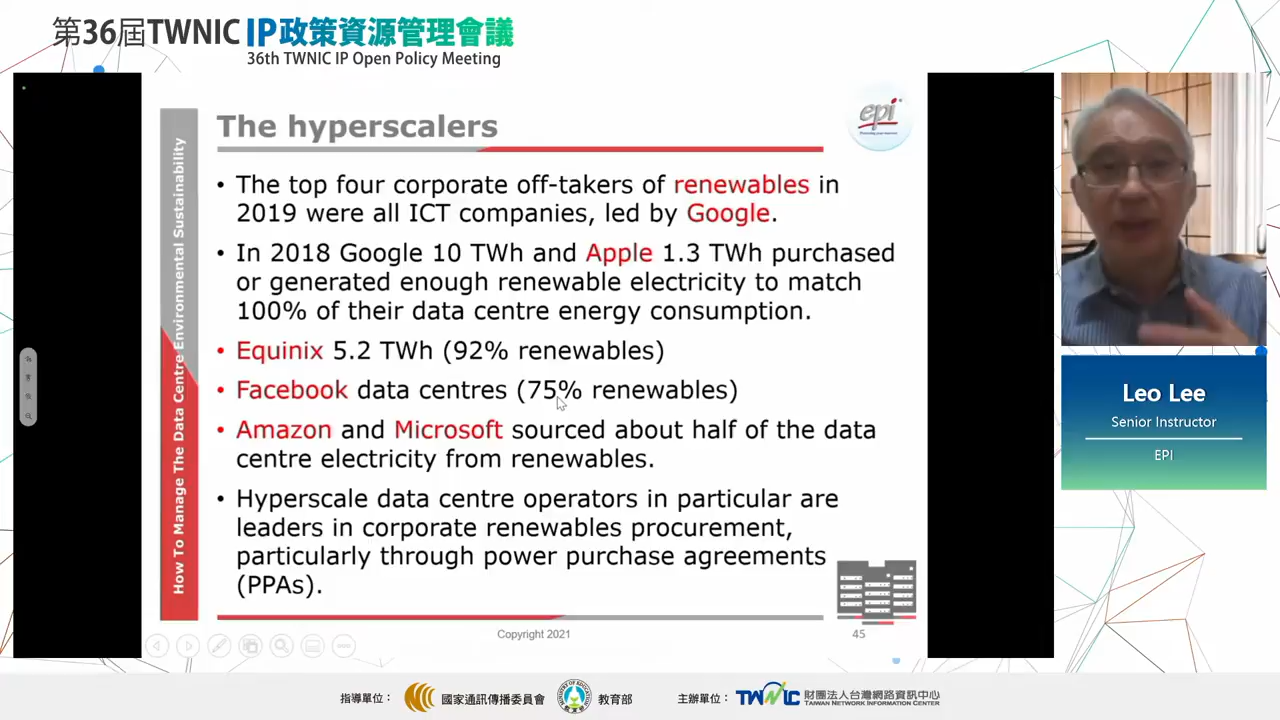 第36屆TWNIC IP政策資源管理會議
36th TWNIC IP Open Policy Meeting
How To Manage The Data Centre Environmental Sustainability
The hyperscalers
epi
• The top four corporate off-takers of renewables in
2019 were all ICT companies, led by Google.
• In 2018 Google 10 TWh and Apple 1.3 TWh purchased
or generated enough renewable electricity to match
100% of their data centre energy consumption.
• Equinix 5.2 TWh (92% renewables)
• Facebook data centres (75% renewables)
• Amazon and Microsoft sourced about half of the data
centre electricity from renewables.
• Hyperscale data centre operators in particular are
leaders in corporate renewables procurement,
particularly through power purchase agreements
(PPAs).
Copyright 2021
45
Leo Lee
Senior Instructor
EPI
指導單位：
國家通訊傳播委員會
教育部
主辦單位：
TWNIC
財團法人台灣網路資訊中心
TAIWAN NETWORK INFORMATION CENTER